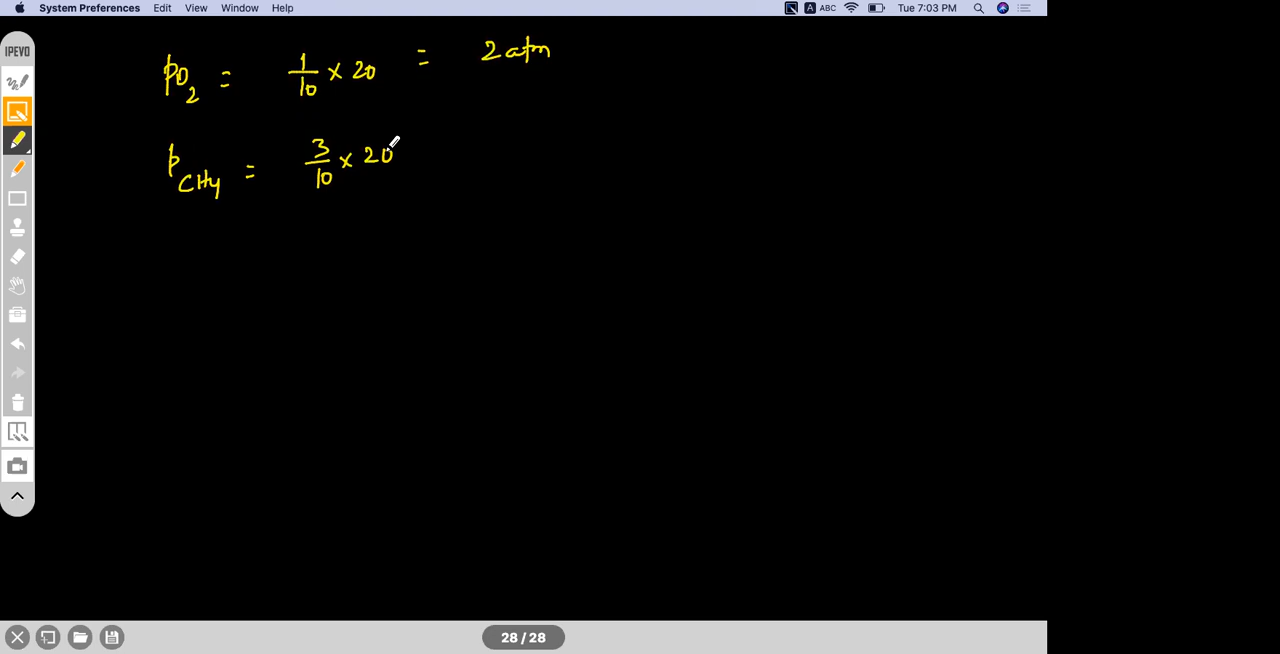 System Preferences Edit View Window Help A ABC Tue 7:03 PM
IPEVO
pO₂ = 1/10 × 20 = 2 atm
pCH₄ = 3/10 × 20
28 / 28